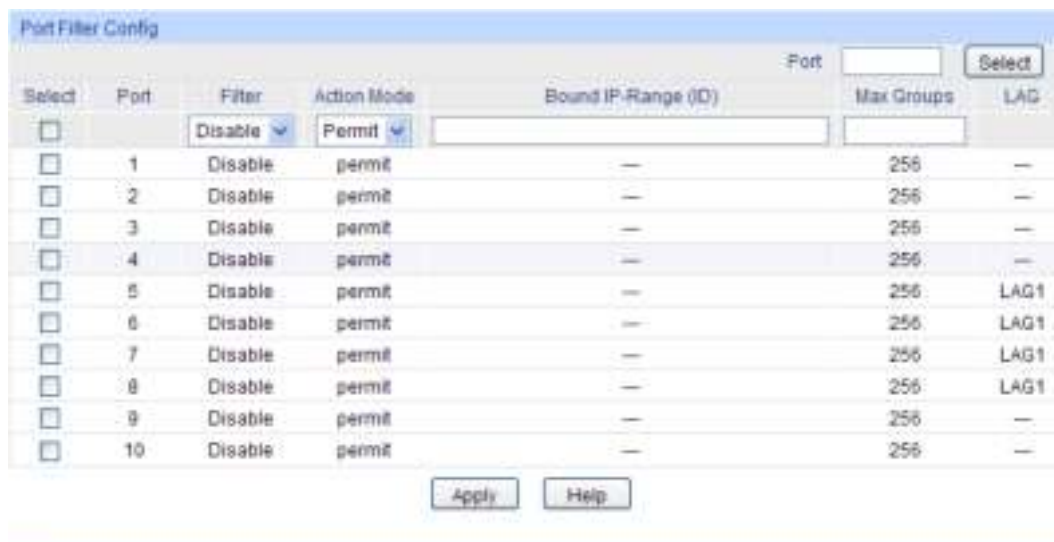 Port Filter Config
Port Select
Select Port Filter Action Mode Bound IP-Range (ID) Max Groups LAG
Disable Permit
1 Disable permit --- 256 ---
2 Disable permit --- 256 ---
3 Disable permit --- 256 ---
4 Disable permit --- 256 ---
5 Disable permit --- 256 LAG1
6 Disable permit --- 256 LAG1
7 Disable permit --- 256 LAG1
8 Disable permit --- 256 LAG1
9 Disable permit --- 256 ---
10 Disable permit --- 256 ---
Apply Help